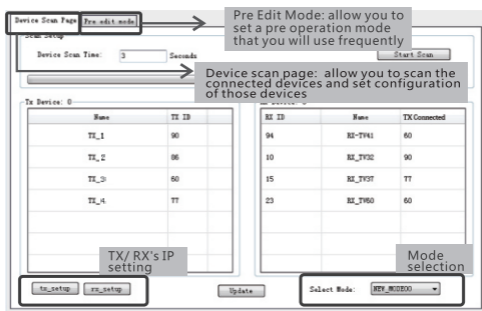 Device Scan Page Pre edit mode
Pre Edit Mode: allow you to
set a pre operation mode
that you will use frequently
Scan Setup
Device Scan Time: 3 Seconds
Start Scan
Device scan page: allow you to scan the
connected devices and set configuration
of those devices
Tx Device: 0
Name TX ID
TX_1 90
TX_2 86
TX_3 60
TX_4 77
RX ID Name TX Connected
94 RX-TV41 60
10 RX_TV32 90
15 RX_TV37 77
23 RX_TV60 60
TX/ RX's IP
setting
Mode
selection
tx_setup rx_setup
Update
Select Mode: NEW_MODE00